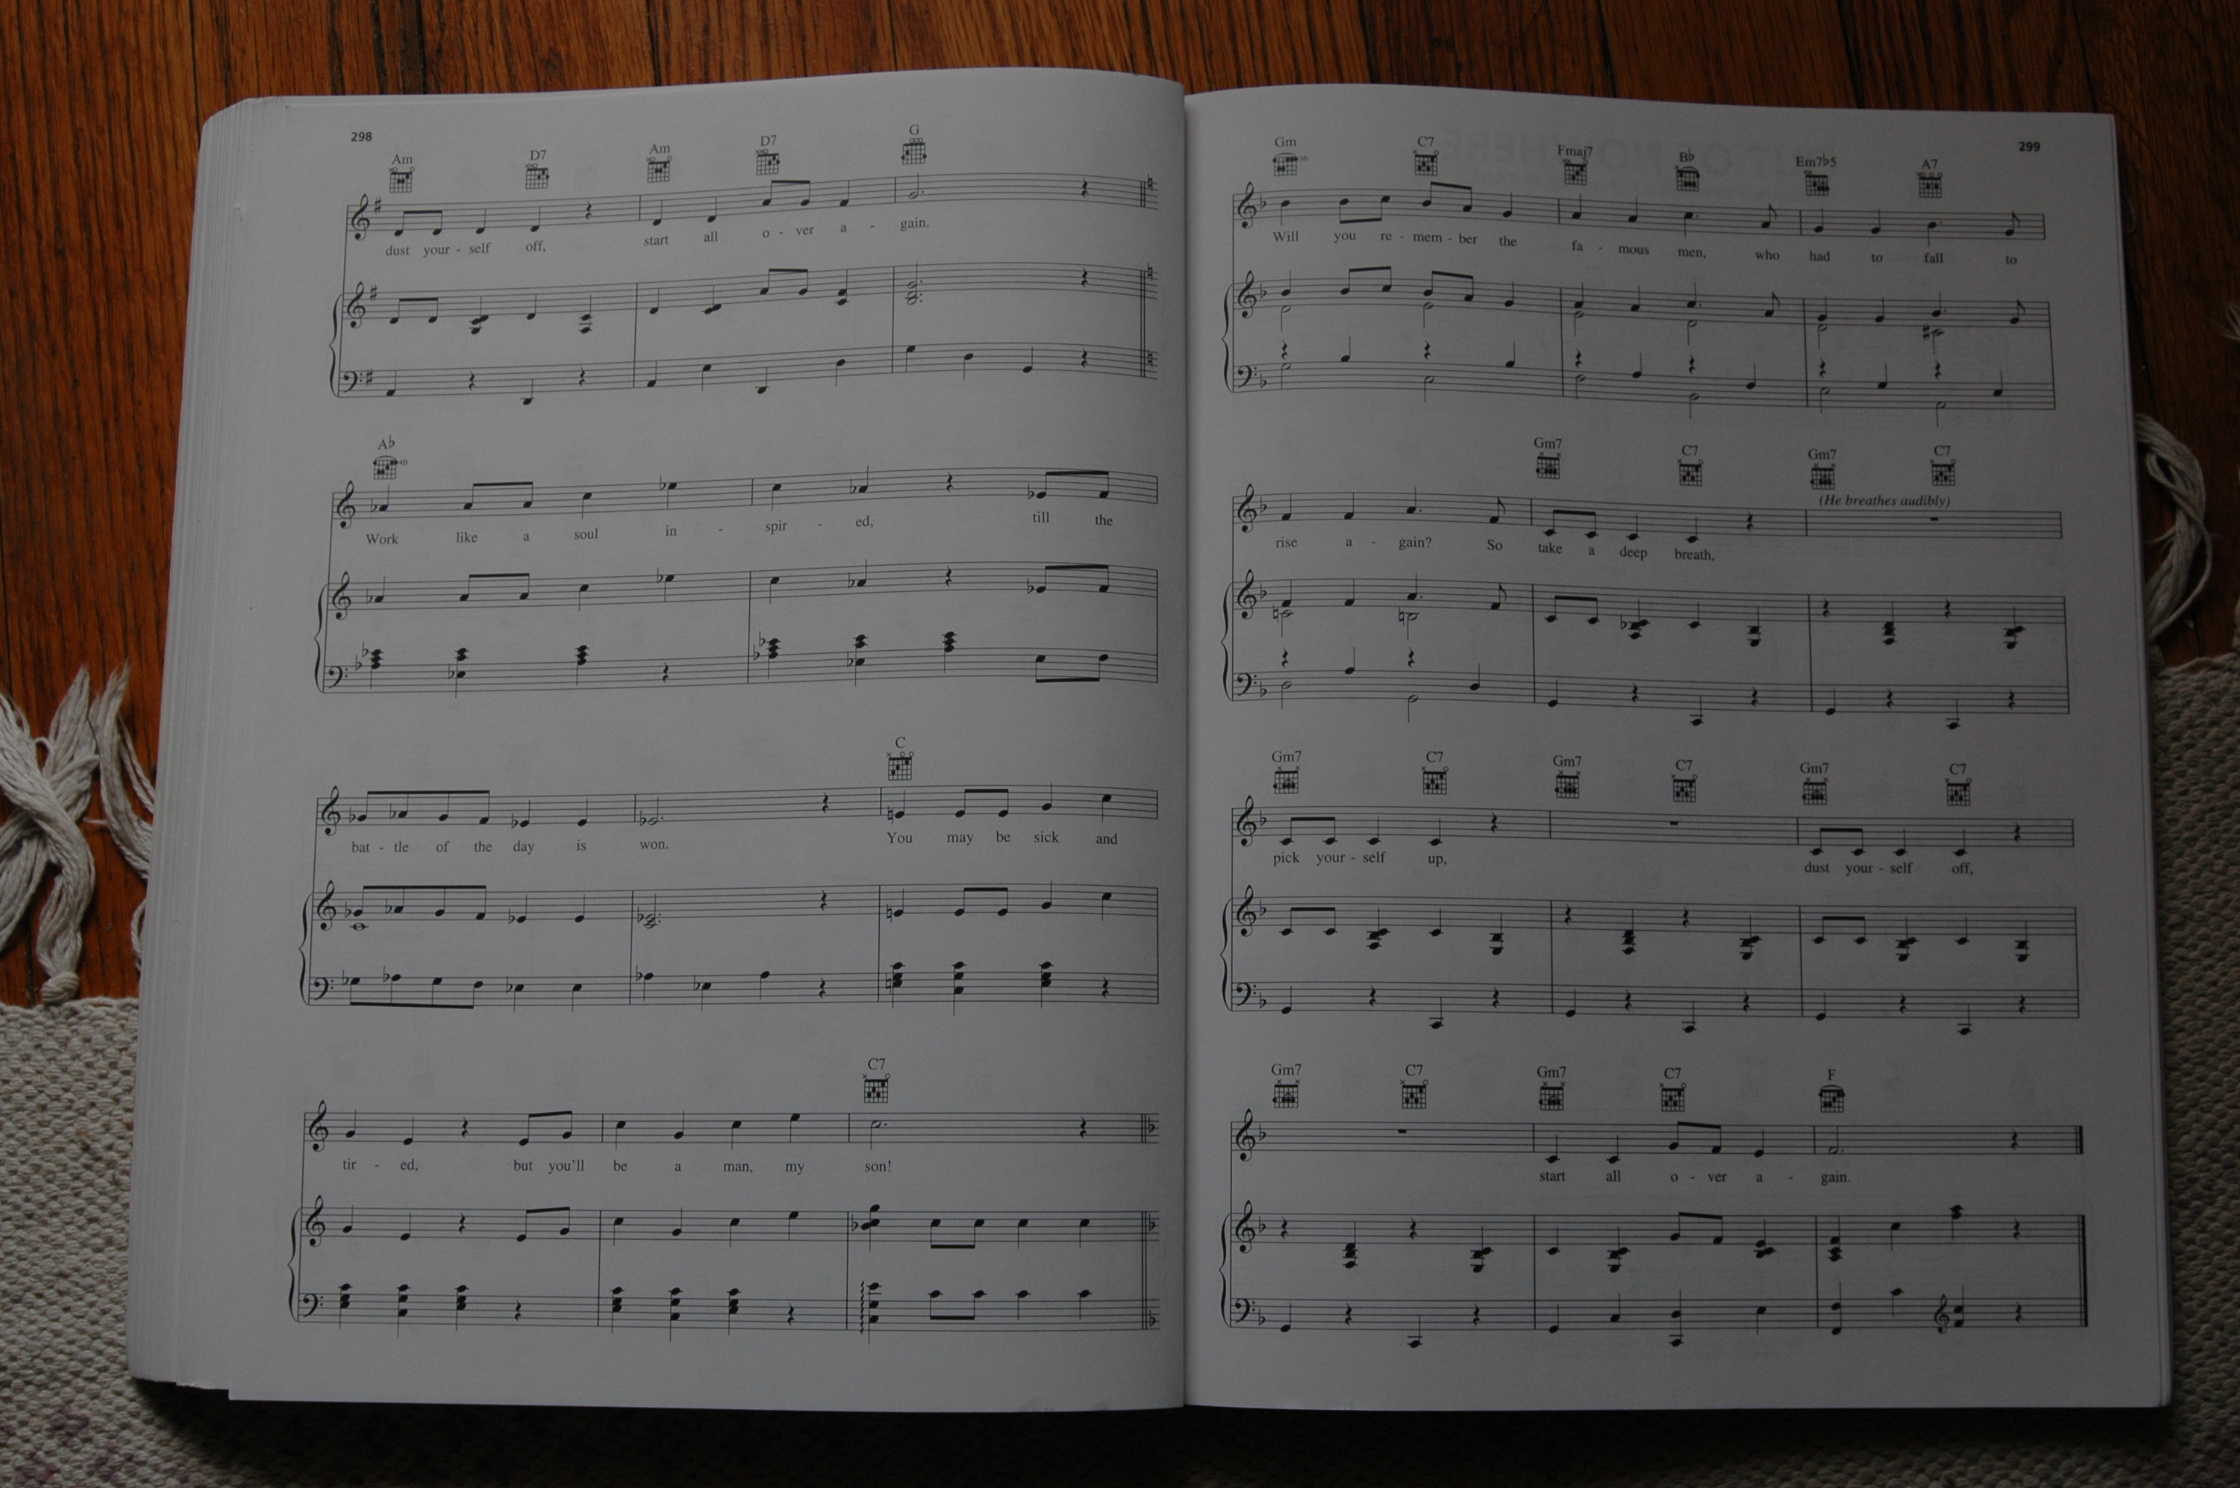 298
Am D7 Am D7 G
dust your - self off, start all o - ver a - gain.
A♭
Work like a soul in - spir - ed, till the
C
bat - tle of the day is won. You may be sick and
C7
tir - ed, but you'll be a man, my son!
299
Gm C7 Fmaj7 B♭ Em7♭5 A7
Will you re - mem - ber the fa - mous men, who had to fall to
Gm7 C7 Gm7 C7
(He breathes audibly)
rise a - gain? So take a deep breath,
Gm7 C7 Gm7 C7 Gm7 C7
pick your - self up, dust your - self off,
Gm7 C7 Gm7 C7 F
start all o - ver a - gain.